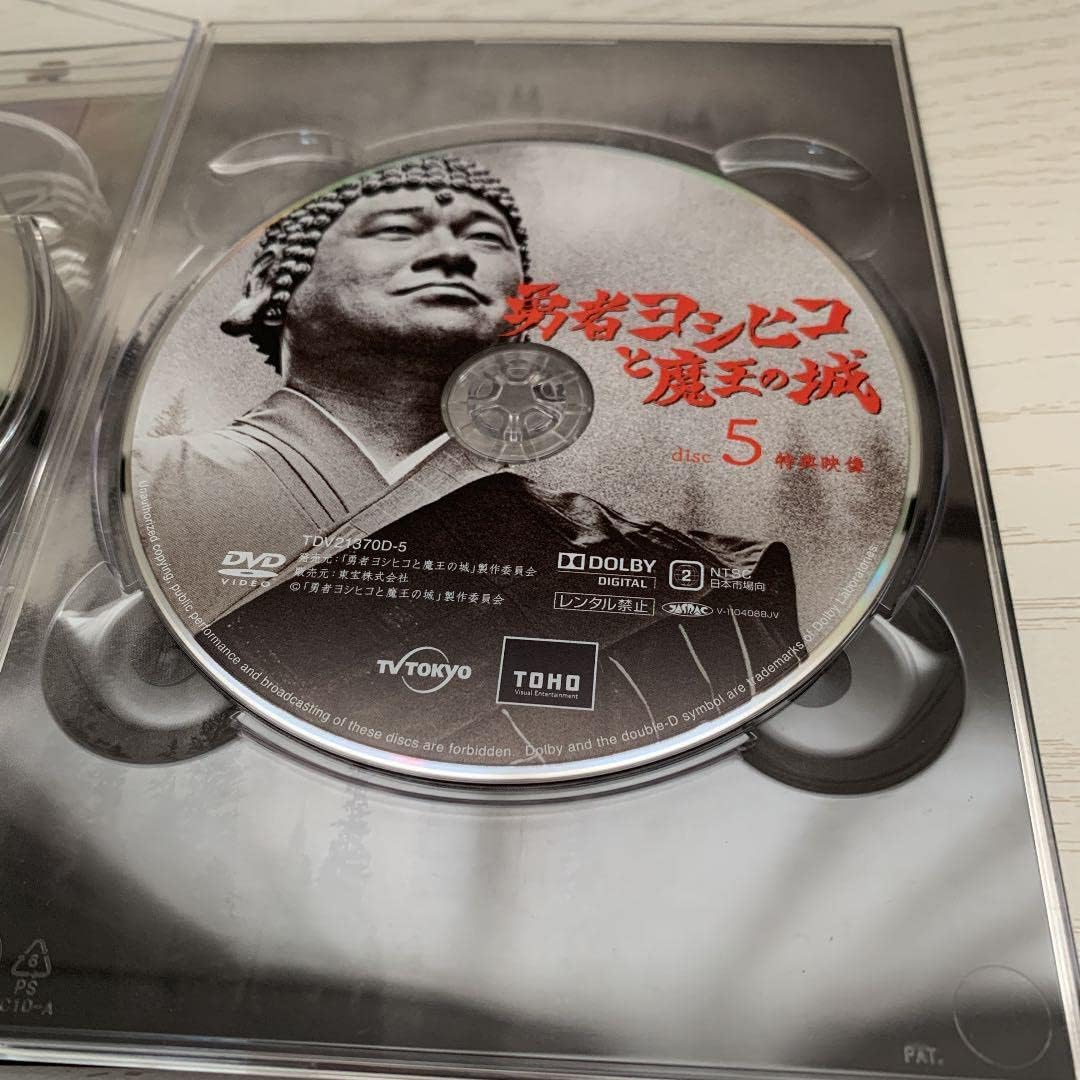 勇者ヨシヒコ
と魔王の城
disc 5 特典映像
TDV21370D-5
DVD
VIDEO
発売元:「勇者ヨシヒコと魔王の城」製作委員会
販売元:東宝株式会社
©「勇者ヨシヒコと魔王の城」製作委員会
DOLBY
DIGITAL
2
NTSC
日本市場向
レンタル禁止
JASRAC
V-1104088JV
TV TOKYO
TOHO
Visual Entertainment
Unauthorized copying, public performance and broadcasting of these discs are forbidden. Dolby and the double-D symbol are trademarks of Dolby Laboratories.
6
PS
C10-A
PAT.